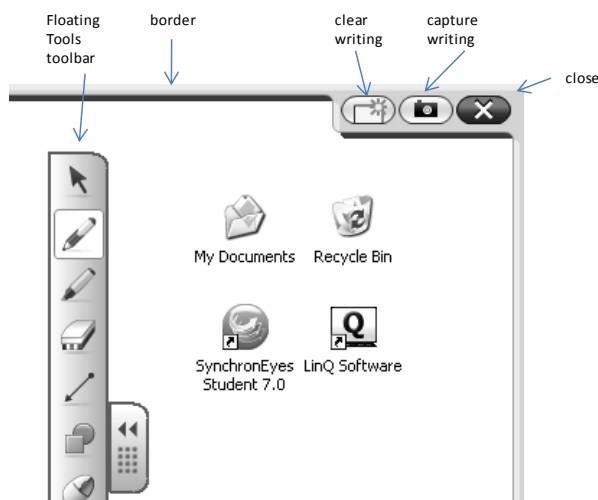 Floating
Tools
toolbar
border
clear
writing
capture
writing
close
My Documents
Recycle Bin
Q
SynchronEyes
Student 7.0
LinQ Software